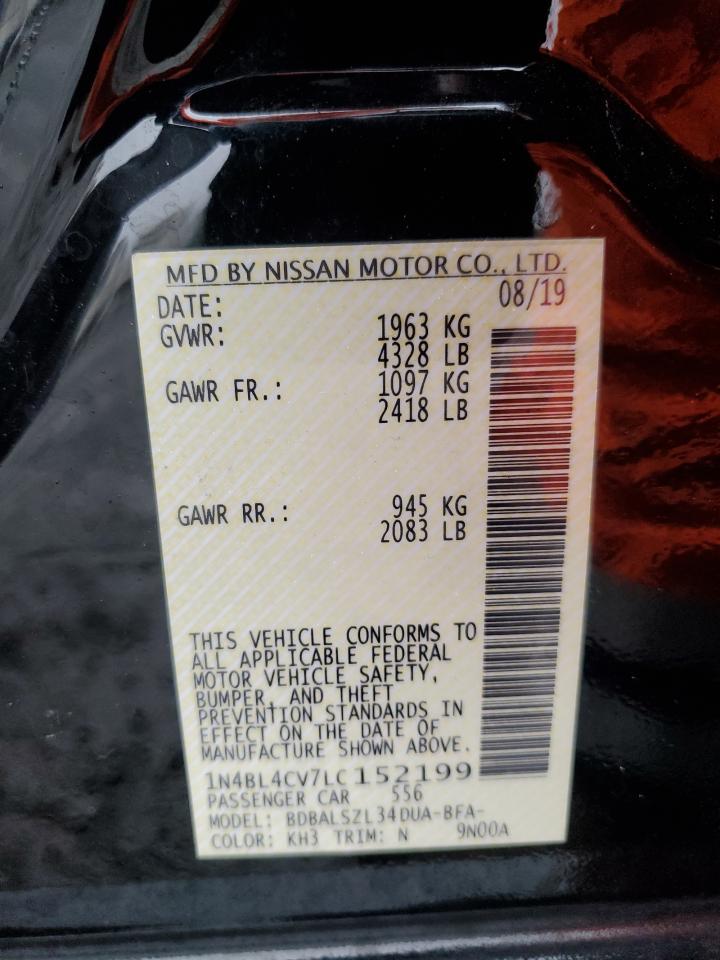 MFD BY NISSAN MOTOR CO., LTD.
DATE: 08/19
GVWR: 1963 KG
4328 LB
GAWR FR.: 1097 KG
2418 LB
GAWR RR.: 945 KG
2083 LB
THIS VEHICLE CONFORMS TO
ALL APPLICABLE FEDERAL
MOTOR VEHICLE SAFETY,
BUMPER, AND THEFT
PREVENTION STANDARDS IN
EFFECT ON THE DATE OF
MANUFACTURE SHOWN ABOVE.
1N4BL4CV7LC152199
PASSENGER CAR 556
MODEL: BDBALSZL34DUA-BFA-
COLOR: KH3 TRIM: N 9N00A